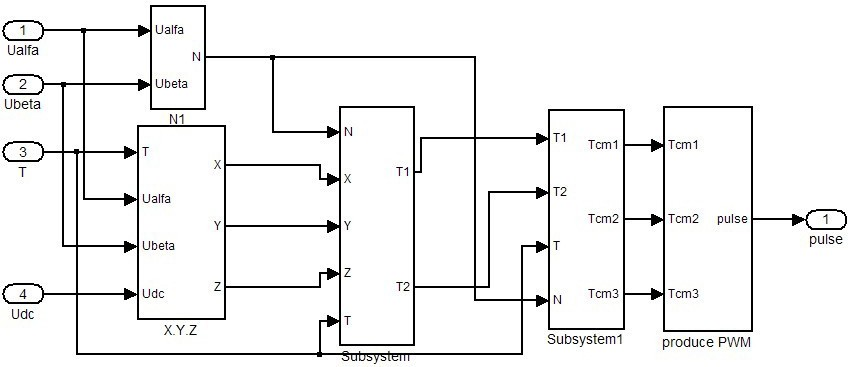 1
Ualfa
2
Ubeta
3
T
4
Udc
Ualfa
Ubeta
N
N1
T
Ualfa
Ubeta
Udc
X
Y
Z
X.Y.Z
N
X
Y
Z
T
T1
T2
Subsystem
T1
T2
T
N
Tcm1
Tcm2
Tcm3
Subsystem1
Tcm1
Tcm2
Tcm3
pulse
produce PWM
1
pulse